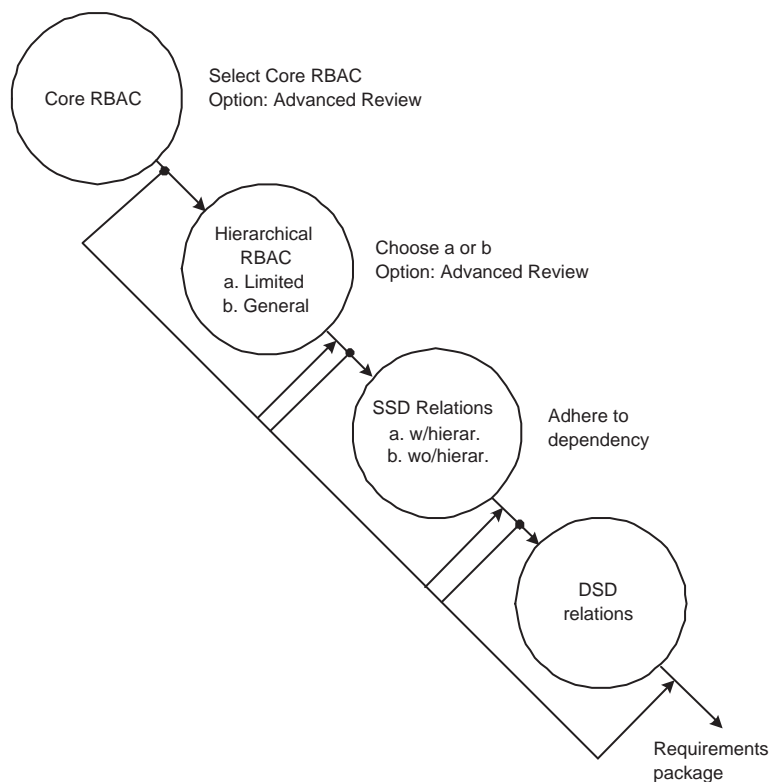 Core RBAC
Select Core RBAC
Option: Advanced Review
Hierarchical
RBAC
a. Limited
b. General
Choose a or b
Option: Advanced Review
SSD Relations
a. w/hierar.
b. wo/hierar.
Adhere to
dependency
DSD
relations
Requirements
package